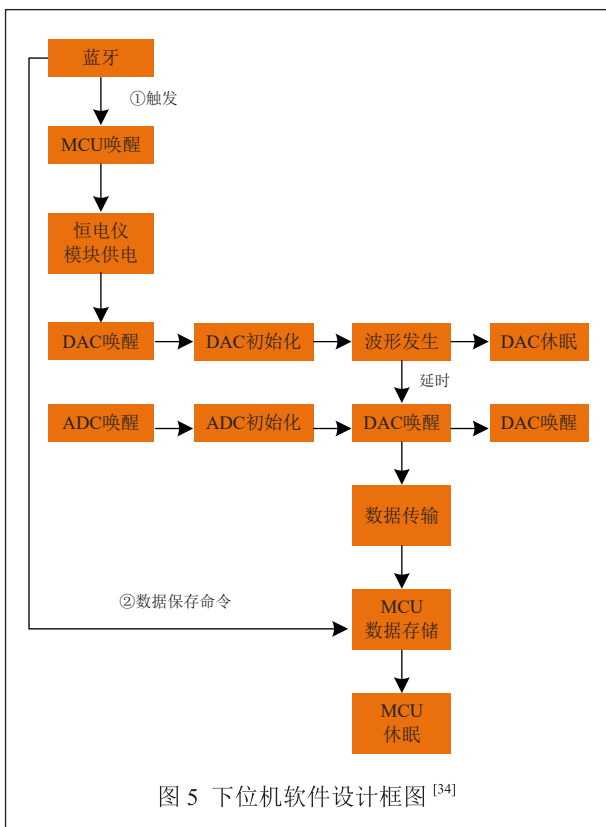 蓝牙
①触发
MCU唤醒
恒电仪
模块供电
DAC唤醒
DAC初始化
波形发生
DAC休眠
延时
ADC唤醒
ADC初始化
DAC唤醒
DAC唤醒
数据传输
②数据保存命令
MCU
数据存储
MCU
休眠
图 5 下位机软件设计框图 [34]